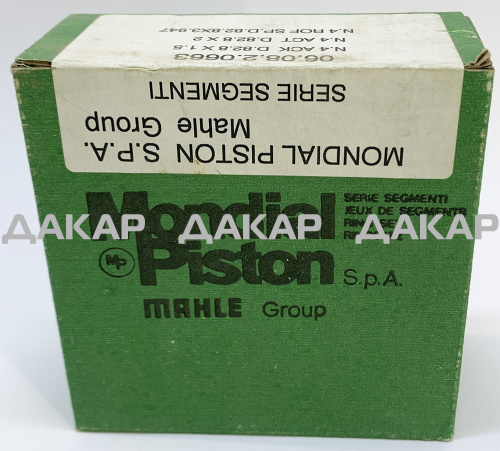 MONDIAL PISTON S.P.A.
Mahle Group
SERIE SEGMENTI
06.08.2.0663
N.4 ACK D.82.8 X 1.5
N.4 ACT D.82.8 X 2
N.4 ROF SP.D.82.8X3.947
Mondial
Piston S.p.A.
SERIE SEGMENTI
JEUX DE SEGMENTS
MP
MAHLE Group
ДАКАР ДАКАР ДАКАР